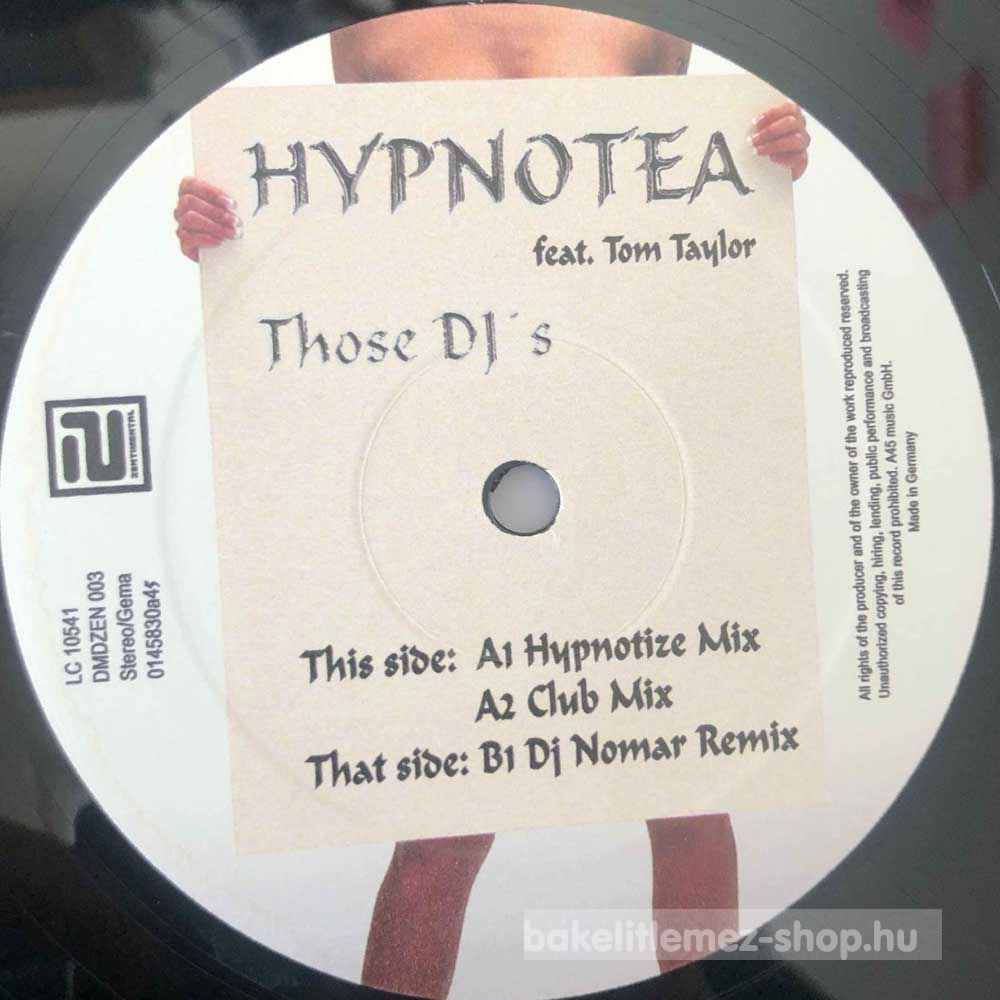 HYPNOTEA
feat. Tom Taylor
Those DJ´s
ZENTIMENTAL
LC 10541
DMDZEN 003
Stereo/Gema
0145830a45
This side: A1 Hypnotize Mix
A2 Club Mix
That side: B1 Dj Nomar Remix
All rights of the producer and of the owner of the work reproduced reserved.
Unauthorized copying, hiring, lending, public performance and broadcasting
of this record prohibited. A45 music GmbH.
Made in Germany
bakelitlemez-shop.hu